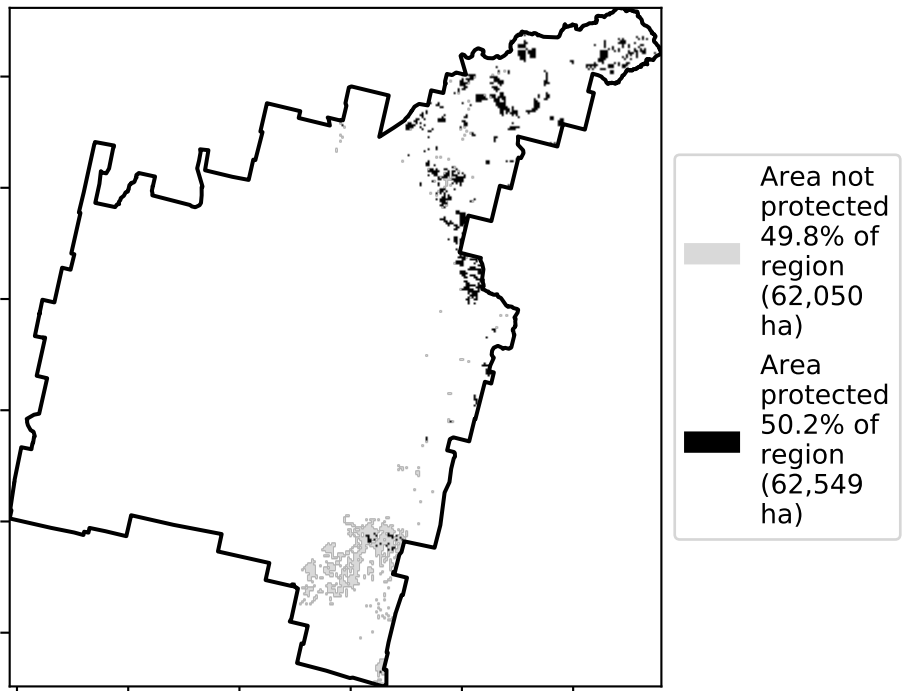 Area not
protected
49.8% of
region
(62,050
ha)
Area
protected
50.2% of
region
(62,549
ha)